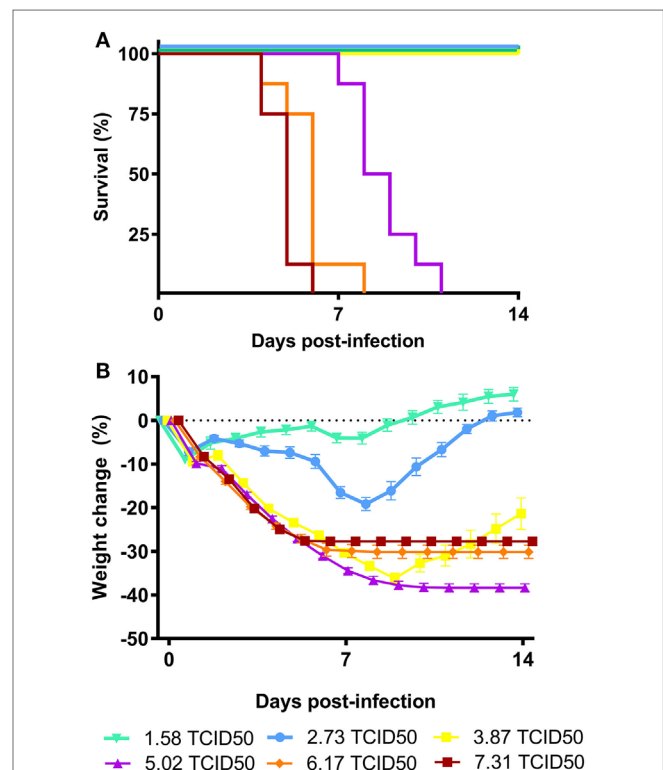 A
100
75
50
25
Survival (%)
0 7 14
Days post-infection
B
10
0
-10
-20
-30
-40
-50
Weight change (%)
0 7 14
Days post-infection
1.58 TCID50 2.73 TCID50 3.87 TCID50
5.02 TCID50 6.17 TCID50 7.31 TCID50